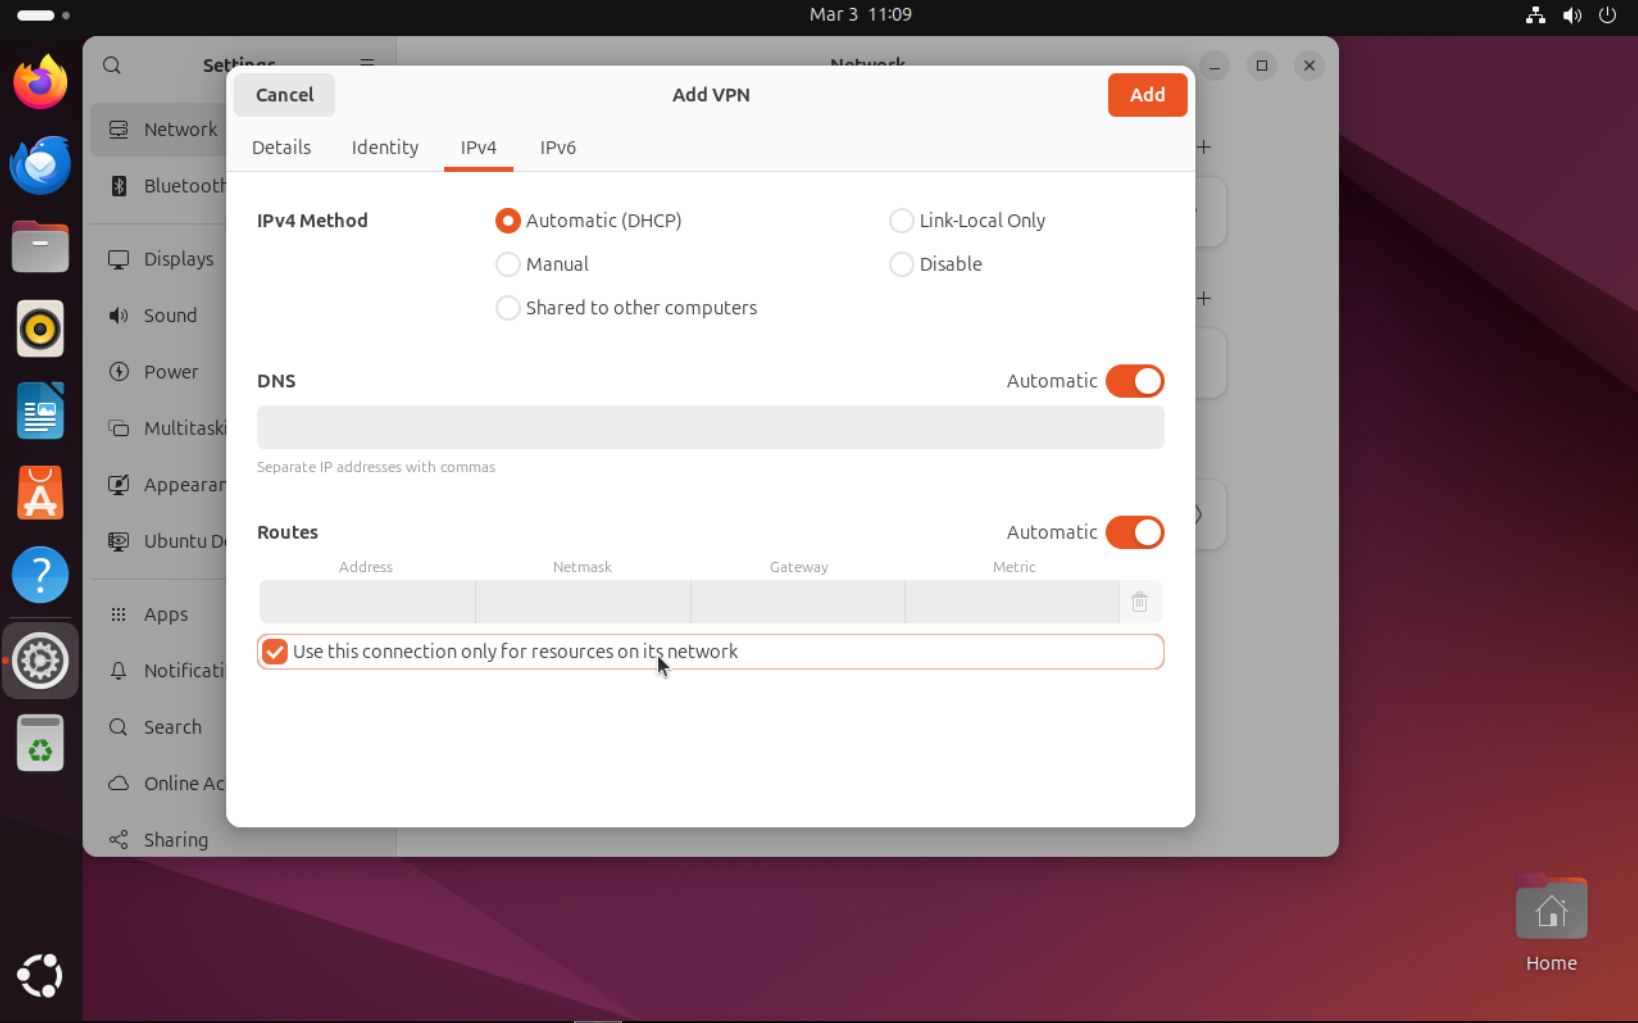 Mar 3 11:09
Settings
Network
Cancel
Add VPN
Add
Details
Identity
IPv4
IPv6
Network
Bluetooth
Displays
Sound
Power
Multitaski
Appearan
Ubuntu De
Apps
Notificati
Search
Online Ac
Sharing
IPv4 Method
Automatic (DHCP)
Link-Local Only
Manual
Disable
Shared to other computers
DNS
Automatic
Separate IP addresses with commas
Routes
Automatic
Address
Netmask
Gateway
Metric
Use this connection only for resources on its network
Home